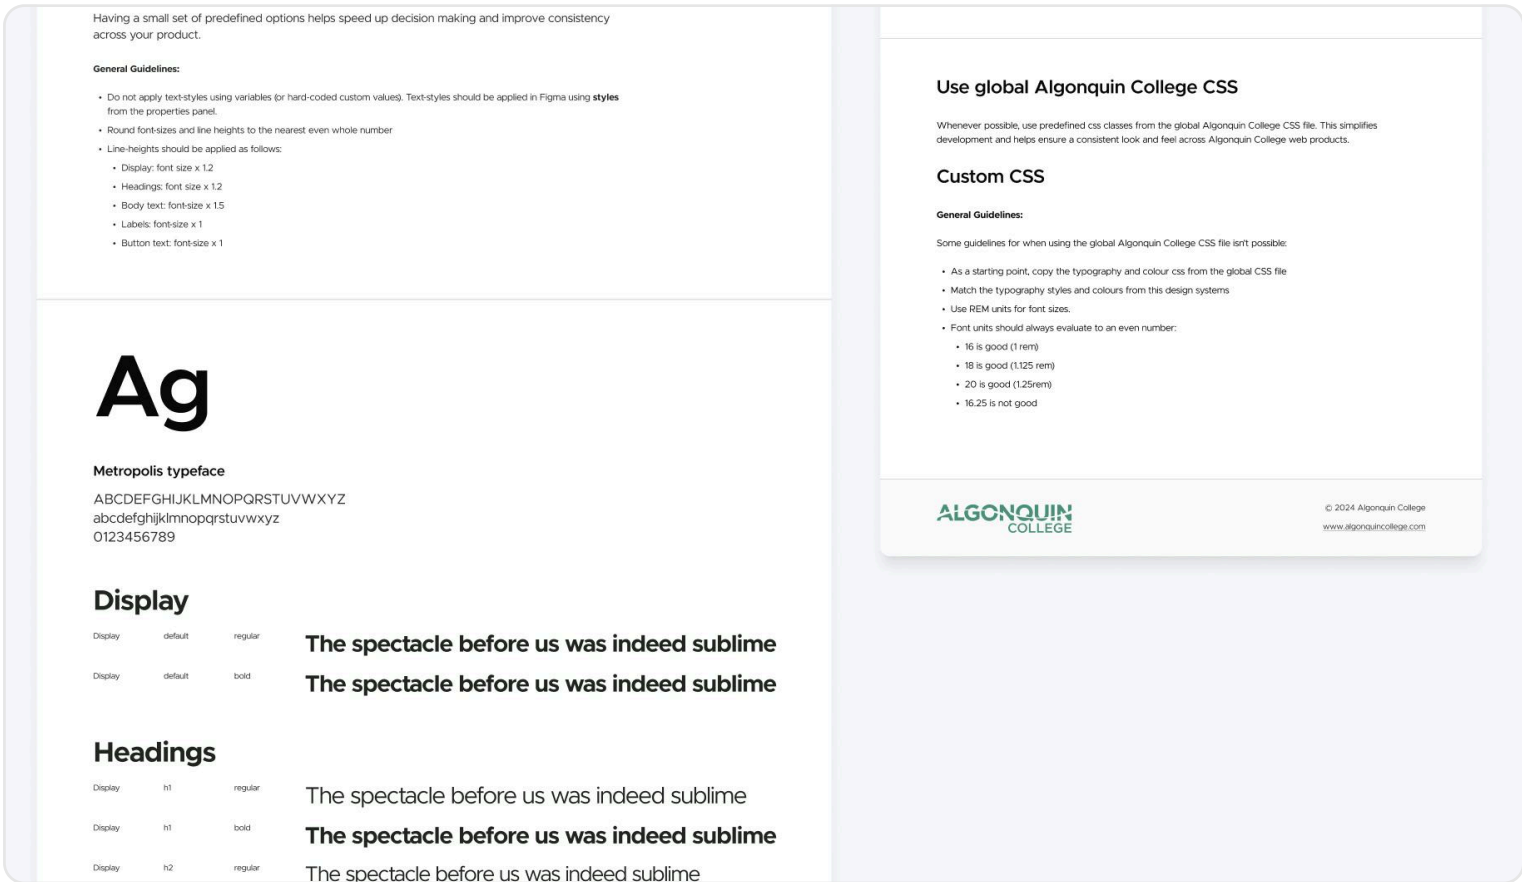 Having a small set of predefined options helps speed up decision making and improve consistency
across your product.
General Guidelines:
• Do not apply text-styles using variables (or hard-coded custom values). Text-styles should be applied in Figma using styles
from the properties panel.
• Round font-sizes and line heights to the nearest even whole number
• Line-heights should be applied as follows:
• Display: font size x 1.2
• Headings: font size x 1.2
• Body text: font-size x 1.5
• Labels: font-size x 1
• Button text: font-size x 1
Ag
Metropolis typeface
ABCDEFGHIJKLMNOPQRSTUVWXYZ
abcdefghijklmnopqrstuvwxyz
0123456789
Display
Display default regular The spectacle before us was indeed sublime
Display default bold The spectacle before us was indeed sublime
Headings
Display h1 regular The spectacle before us was indeed sublime
Display h1 bold The spectacle before us was indeed sublime
Display h2 regular The spectacle before us was indeed sublime
Use global Algonquin College CSS
Whenever possible, use predefined css classes from the global Algonquin College CSS file. This simplifies
development and helps ensure a consistent look and feel across Algonquin College web products.
Custom CSS
General Guidelines:
Some guidelines for when using the global Algonquin College CSS file isn't possible:
• As a starting point, copy the typography and colour css from the global CSS file
• Match the typography styles and colours from this design systems
• Use REM units for font sizes.
• Font units should always evaluate to an even number:
• 16 is good (1 rem)
• 18 is good (1.125 rem)
• 20 is good (1.25rem)
• 16.25 is not good
ALGONQUIN
COLLEGE
© 2024 Algonquin College
www.algonquincollege.com